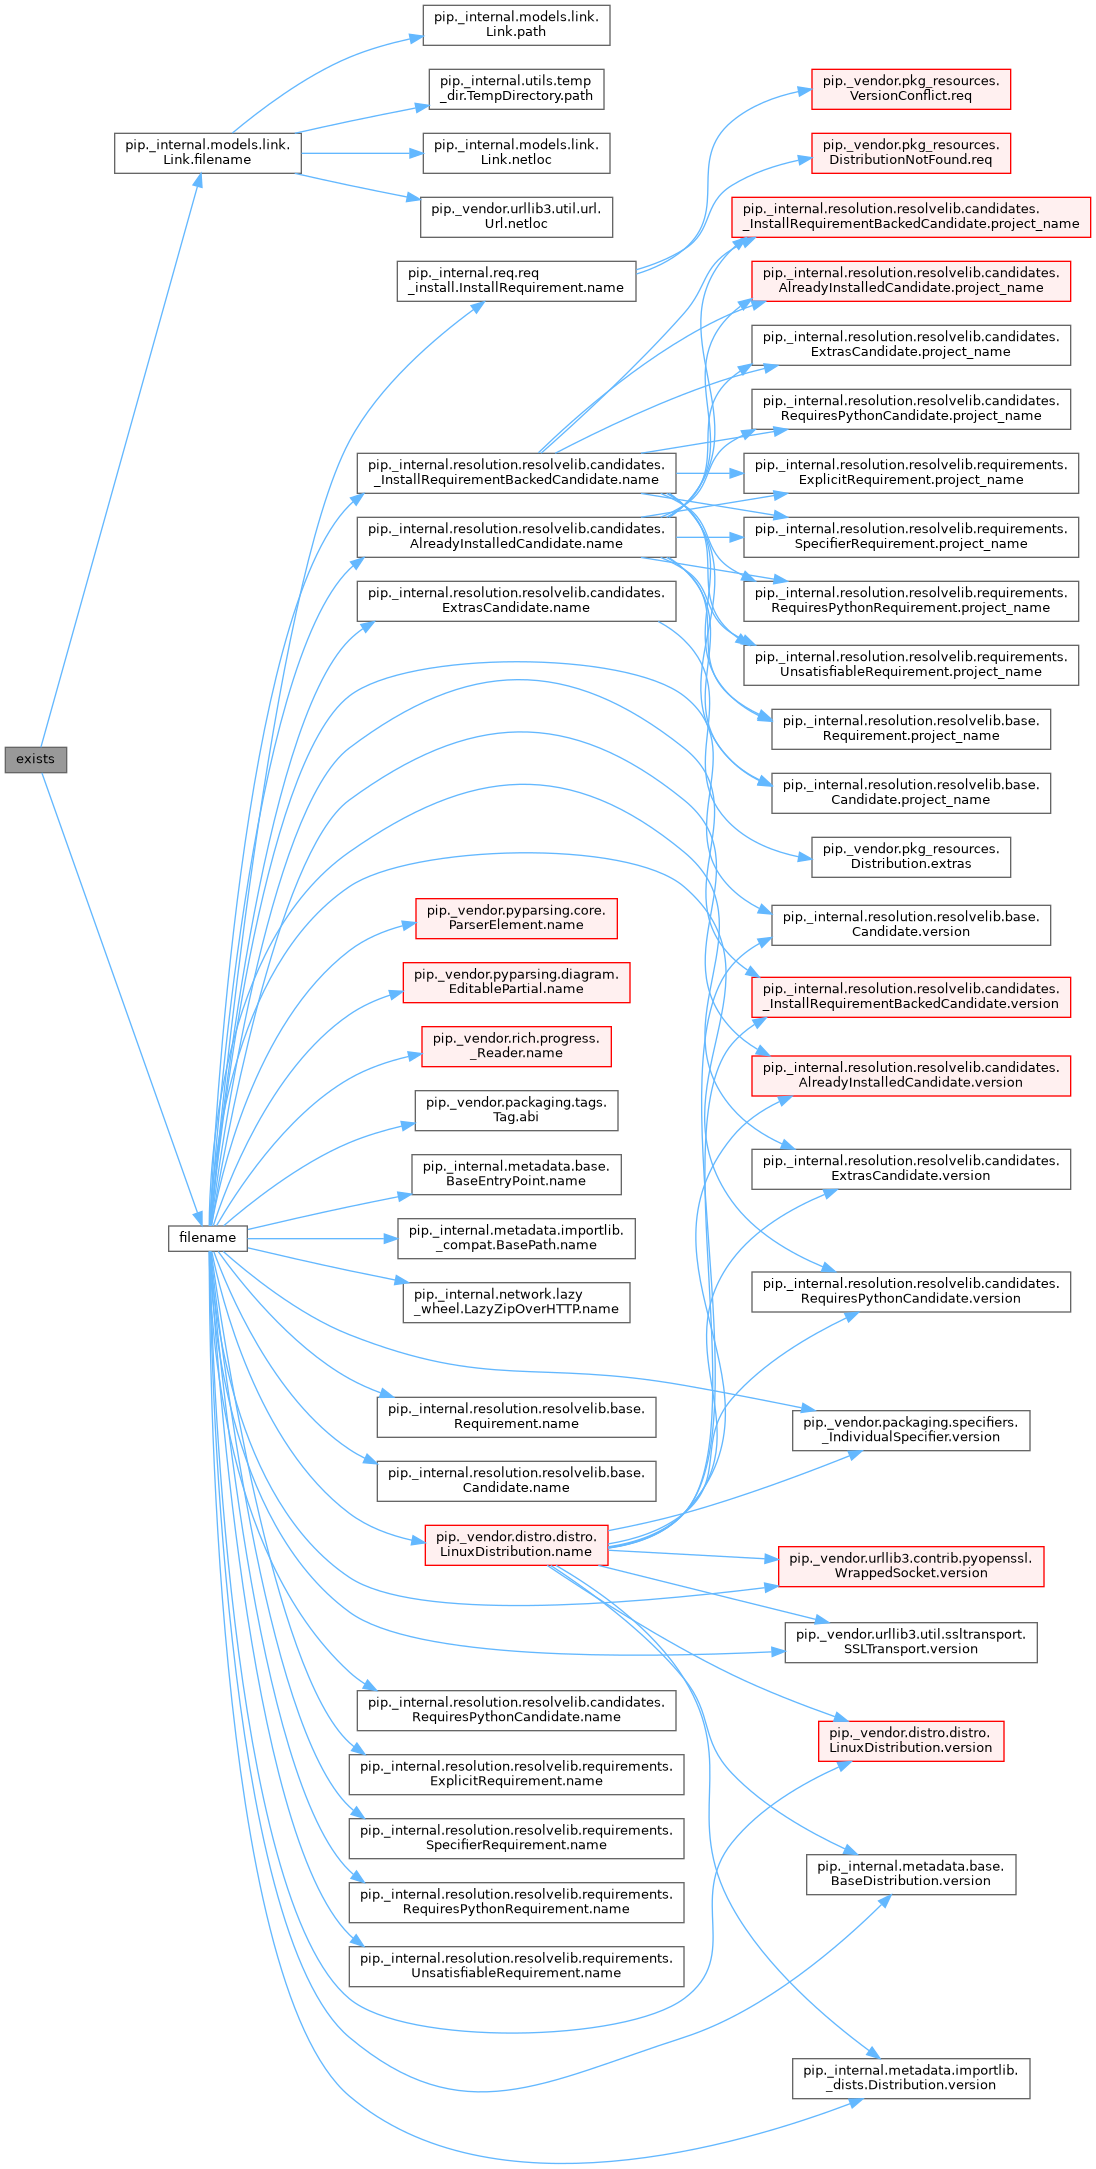 pip._internal.models.link.
Link.path
pip._internal.utils.temp
_dir.TempDirectory.path
pip._internal.models.link.
Link.filename
pip._internal.models.link.
Link.netloc
pip._vendor.urllib3.util.url.
Url.netloc
pip._internal.req.req
_install.InstallRequirement.name
pip._vendor.pkg_resources.
VersionConflict.req
pip._vendor.pkg_resources.
DistributionNotFound.req
pip._internal.resolution.resolvelib.candidates.
_InstallRequirementBackedCandidate.project_name
pip._internal.resolution.resolvelib.candidates.
AlreadyInstalledCandidate.project_name
pip._internal.resolution.resolvelib.candidates.
ExtrasCandidate.project_name
pip._internal.resolution.resolvelib.candidates.
RequiresPythonCandidate.project_name
pip._internal.resolution.resolvelib.candidates.
_InstallRequirementBackedCandidate.name
pip._internal.resolution.resolvelib.requirements.
ExplicitRequirement.project_name
pip._internal.resolution.resolvelib.candidates.
AlreadyInstalledCandidate.name
pip._internal.resolution.resolvelib.requirements.
SpecifierRequirement.project_name
pip._internal.resolution.resolvelib.candidates.
ExtrasCandidate.name
pip._internal.resolution.resolvelib.requirements.
RequiresPythonRequirement.project_name
pip._internal.resolution.resolvelib.requirements.
UnsatisfiableRequirement.project_name
pip._internal.resolution.resolvelib.base.
Requirement.project_name
exists
pip._internal.resolution.resolvelib.base.
Candidate.project_name
pip._vendor.pkg_resources.
Distribution.extras
pip._vendor.pyparsing.core.
ParserElement.name
pip._internal.resolution.resolvelib.base.
Candidate.version
pip._vendor.pyparsing.diagram.
EditablePartial.name
pip._internal.resolution.resolvelib.candidates.
_InstallRequirementBackedCandidate.version
pip._vendor.rich.progress.
_Reader.name
pip._internal.resolution.resolvelib.candidates.
AlreadyInstalledCandidate.version
pip._vendor.packaging.tags.
Tag.abi
pip._internal.metadata.base.
BaseEntryPoint.name
pip._internal.resolution.resolvelib.candidates.
ExtrasCandidate.version
filename
pip._internal.metadata.importlib.
_compat.BasePath.name
pip._internal.network.lazy
_wheel.LazyZipOverHTTP.name
pip._internal.resolution.resolvelib.candidates.
RequiresPythonCandidate.version
pip._internal.resolution.resolvelib.base.
Requirement.name
pip._vendor.packaging.specifiers.
_IndividualSpecifier.version
pip._internal.resolution.resolvelib.base.
Candidate.name
pip._vendor.distro.distro.
LinuxDistribution.name
pip._vendor.urllib3.contrib.pyopenssl.
WrappedSocket.version
pip._vendor.urllib3.util.ssltransport.
SSLTransport.version
pip._internal.resolution.resolvelib.candidates.
RequiresPythonCandidate.name
pip._vendor.distro.distro.
LinuxDistribution.version
pip._internal.resolution.resolvelib.requirements.
ExplicitRequirement.name
pip._internal.resolution.resolvelib.requirements.
SpecifierRequirement.name
pip._internal.metadata.base.
BaseDistribution.version
pip._internal.resolution.resolvelib.requirements.
RequiresPythonRequirement.name
pip._internal.resolution.resolvelib.requirements.
UnsatisfiableRequirement.name
pip._internal.metadata.importlib.
_dists.Distribution.version